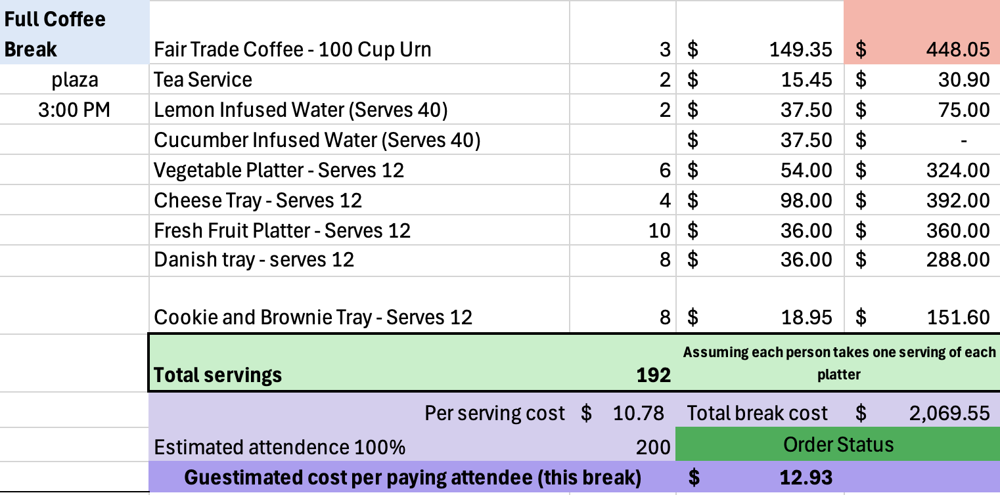 Full Coffee
Break Fair Trade Coffee - 100 Cup Urn 3 $ 149.35 $ 448.05
plaza Tea Service 2 $ 15.45 $ 30.90
3:00 PM Lemon Infused Water (Serves 40) 2 $ 37.50 $ 75.00
Cucumber Infused Water (Serves 40) $ 37.50 $ -
Vegetable Platter - Serves 12 6 $ 54.00 $ 324.00
Cheese Tray - Serves 12 4 $ 98.00 $ 392.00
Fresh Fruit Platter - Serves 12 10 $ 36.00 $ 360.00
Danish tray - serves 12 8 $ 36.00 $ 288.00
Cookie and Brownie Tray - Serves 12 8 $ 18.95 $ 151.60
Total servings 192
Assuming each person takes one serving of each
platter
Per serving cost $ 10.78 Total break cost $ 2,069.55
Estimated attendence 100% 200 Order Status
Guestimated cost per paying attendee (this break) $ 12.93